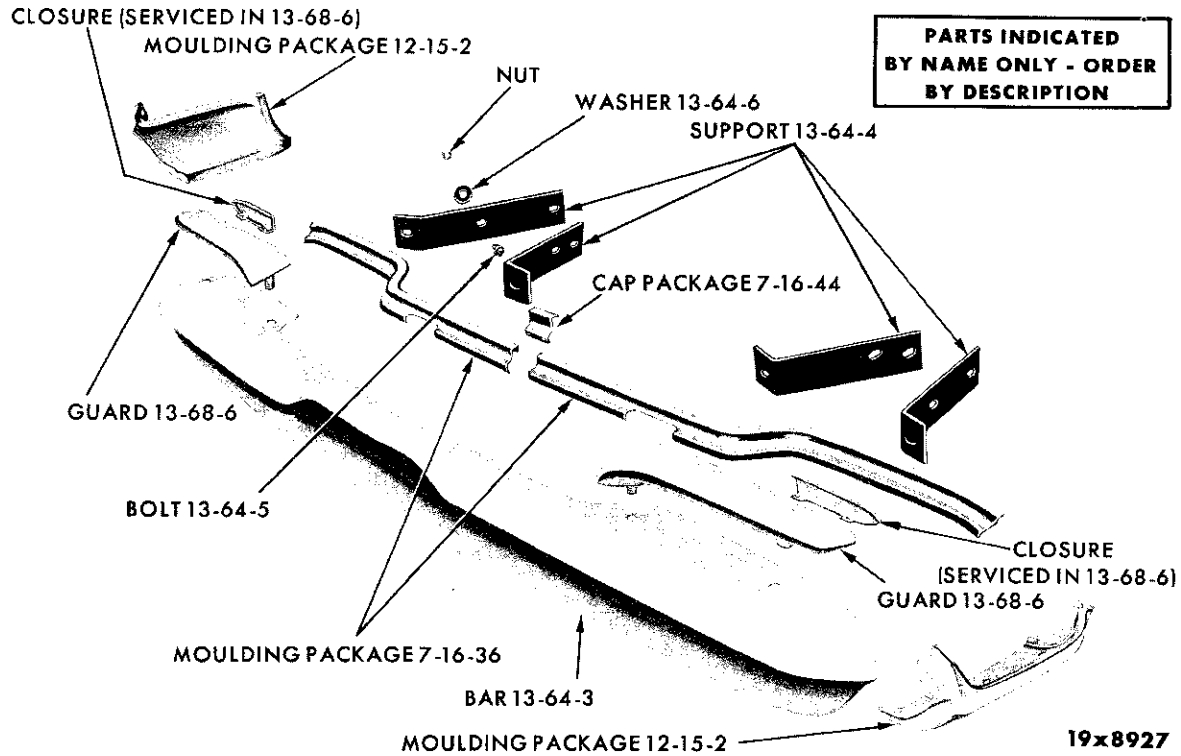 CLOSURE (SERVICED IN 13-68-6)
MOULDING PACKAGE 12-15-2
PARTS INDICATED
BY NAME ONLY - ORDER
BY DESCRIPTION
NUT
WASHER 13-64-6
SUPPORT 13-64-4
CAP PACKAGE 7-16-44
GUARD 13-68-6
BOLT 13-64-5
CLOSURE
(SERVICED IN 13-68-6)
GUARD 13-68-6
MOULDING PACKAGE 7-16-36
BAR 13-64-3
MOULDING PACKAGE 12-15-2
19x8927